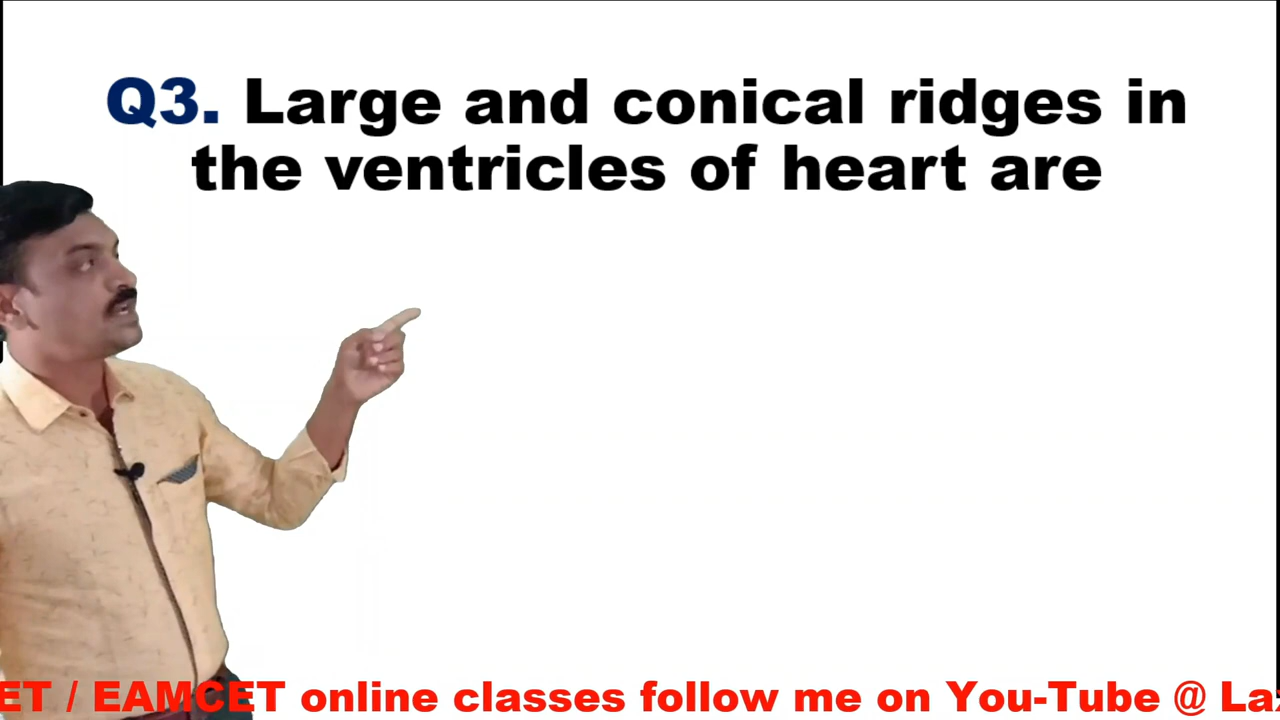 Q3. Large and conical ridges in
the ventricles of heart are
/ EAMCET online classes follow me on You-Tube @